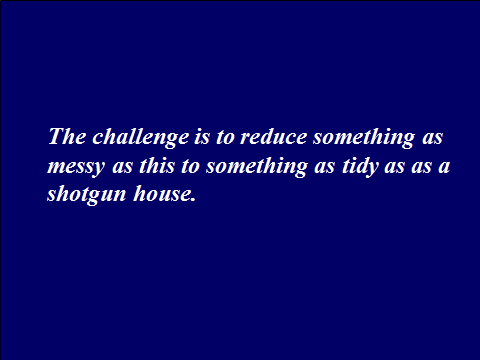 The challenge is to reduce something as
messy as this to something as tidy as as a
shotgun house.